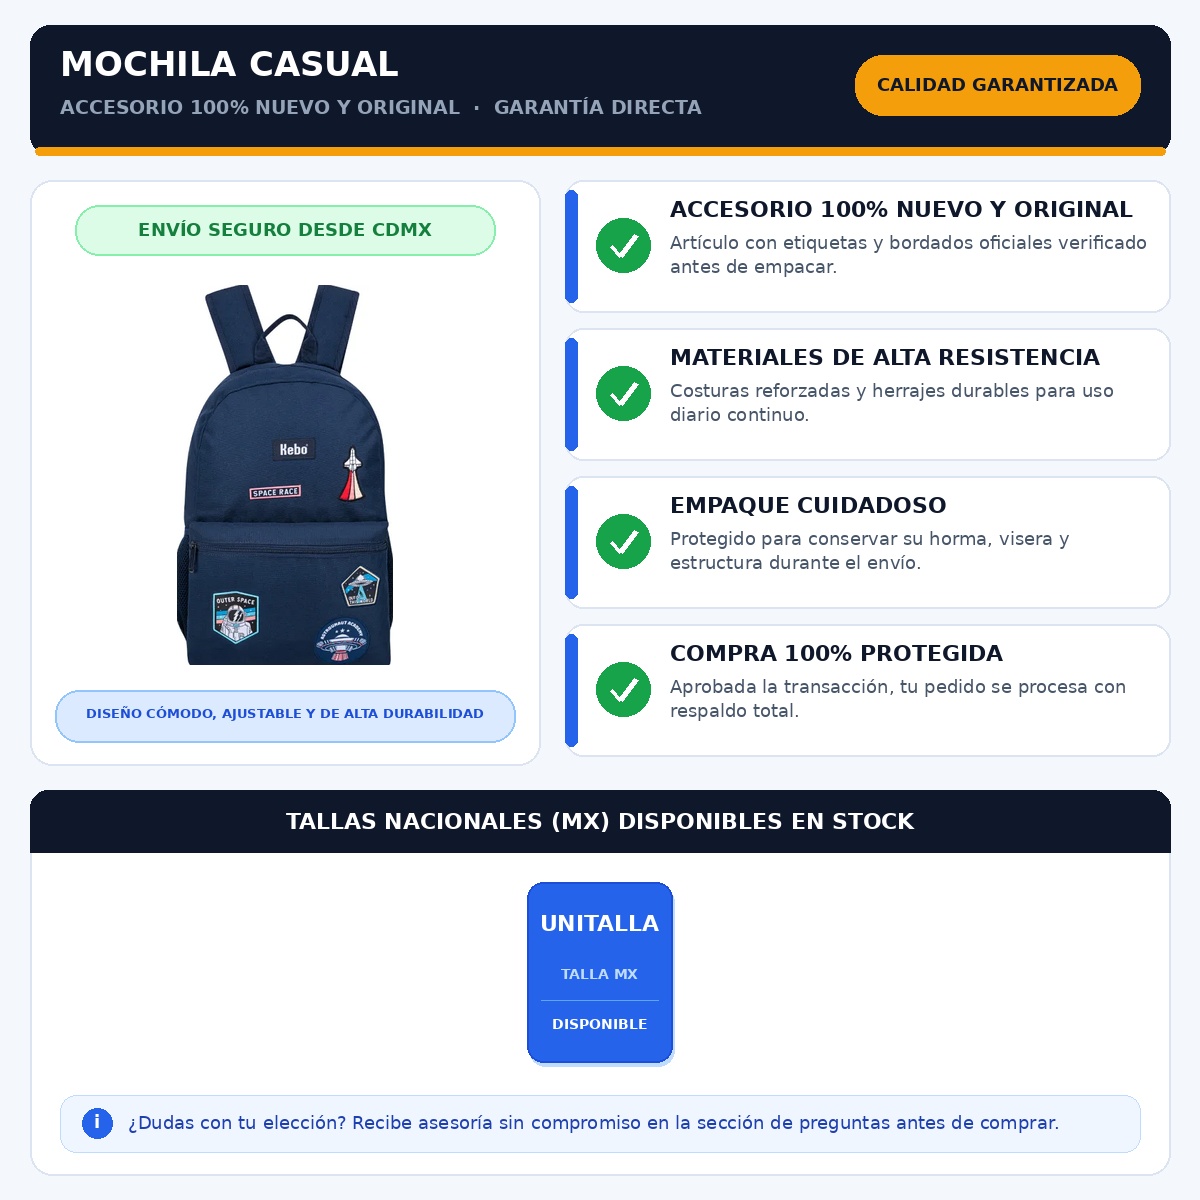 MOCHILA CASUAL
ACCESORIO 100% NUEVO Y ORIGINAL · GARANTÍA DIRECTA
CALIDAD GARANTIZADA
ENVÍO SEGURO DESDE CDMX
Kebo
SPACE RACE
OUTER SPACE
ASTRONAUT ACADEMY
DISEÑO CÓMODO, AJUSTABLE Y DE ALTA DURABILIDAD
ACCESORIO 100% NUEVO Y ORIGINAL
Artículo con etiquetas y bordados oficiales verificado
antes de empacar.
MATERIALES DE ALTA RESISTENCIA
Costuras reforzadas y herrajes durables para uso
diario continuo.
EMPAQUE CUIDADOSO
Protegido para conservar su horma, visera y
estructura durante el envío.
COMPRA 100% PROTEGIDA
Aprobada la transacción, tu pedido se procesa con
respaldo total.
TALLAS NACIONALES (MX) DISPONIBLES EN STOCK
UNITALLA
TALLA MX
DISPONIBLE
i
¿Dudas con tu elección? Recibe asesoría sin compromiso en la sección de preguntas antes de comprar.